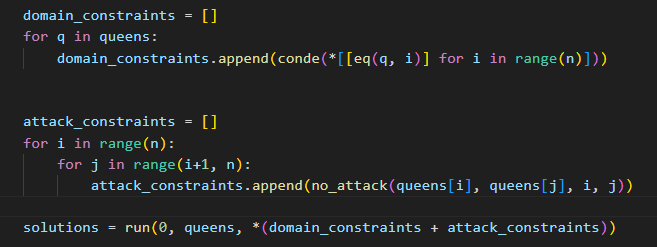 domain_constraints = []
for q in queens:
    domain_constraints.append(conde(*[[eq(q, i)] for i in range(n)]))
attack_constraints = []
for i in range(n):
    for j in range(i+1, n):
        attack_constraints.append(no_attack(queens[i], queens[j], i, j))
solutions = run(0, queens, *(domain_constraints + attack_constraints))